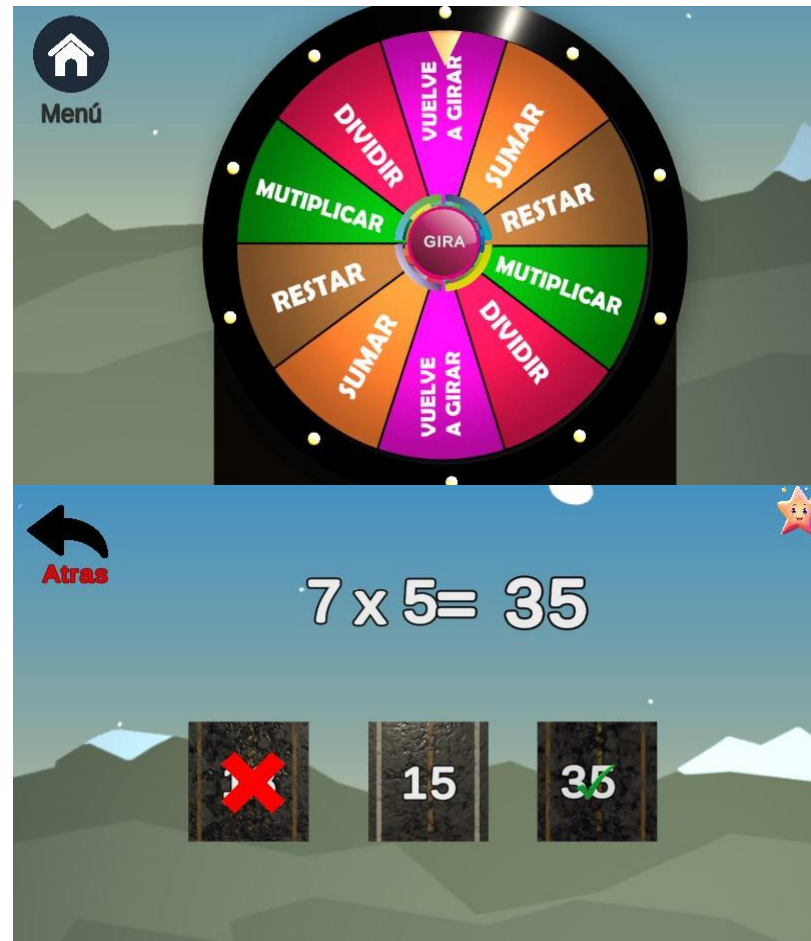 Menú
VUELVE
A GIRAR
SUMAR
RESTAR
MUTIPLICAR
DIVIDIR
VUELVE
A GIRAR
SUMAR
RESTAR
MUTIPLICAR
DIVIDIR
GIRA
Atras
7 x 5= 35
15
35